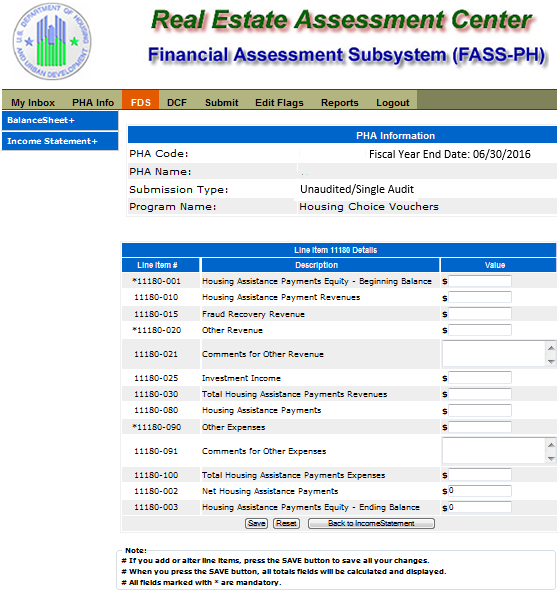 U.S. DEPARTMENT OF HOUSING
AND URBAN DEVELOPMENT
Real Estate Assessment Center
Financial Assessment Subsystem (FASS-PH)
My Inbox PHA Info FDS DCF Submit Edit Flags Reports Logout
BalanceSheet+
Income Statement+
PHA Information
PHA Code: Fiscal Year End Date: 06/30/2016
PHA Name:
Submission Type: Unaudited/Single Audit
Program Name: Housing Choice Vouchers
Line Item 11180 Details
Line Item # Description Value
*11180-001 Housing Assistance Payments Equity - Beginning Balance $
11180-010 Housing Assistance Payment Revenues $
11180-015 Fraud Recovery Revenue $
*11180-020 Other Revenue $
11180-021 Comments for Other Revenue
11180-025 Investment Income $
11180-030 Total Housing Assistance Payments Revenues $
11180-080 Housing Assistance Payments $
*11180-090 Other Expenses $
11180-091 Comments for Other Expenses
11180-100 Total Housing Assistance Payments Expenses $
11180-002 Net Housing Assistance Payments $ 0
11180-003 Housing Assistance Payments Equity - Ending Balance $ 0
Save Reset Back to IncomeStatement
Note:
# If you add or alter line items, press the SAVE button to save all your changes.
# When you press the SAVE button, all totals fields will be calculated and displayed.
# All fields marked with * are mandatory.